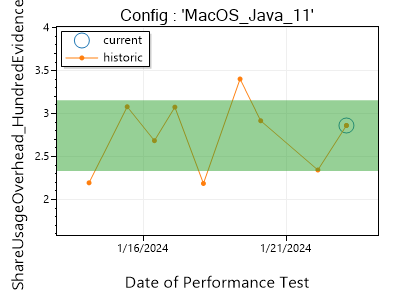 Config : 'MacOS_Java_11'
current
historic
4
3.5
3
2.5
2
ShareUsageOverhead_HundredEvidence
1/16/2024
1/21/2024
Date of Performance Test